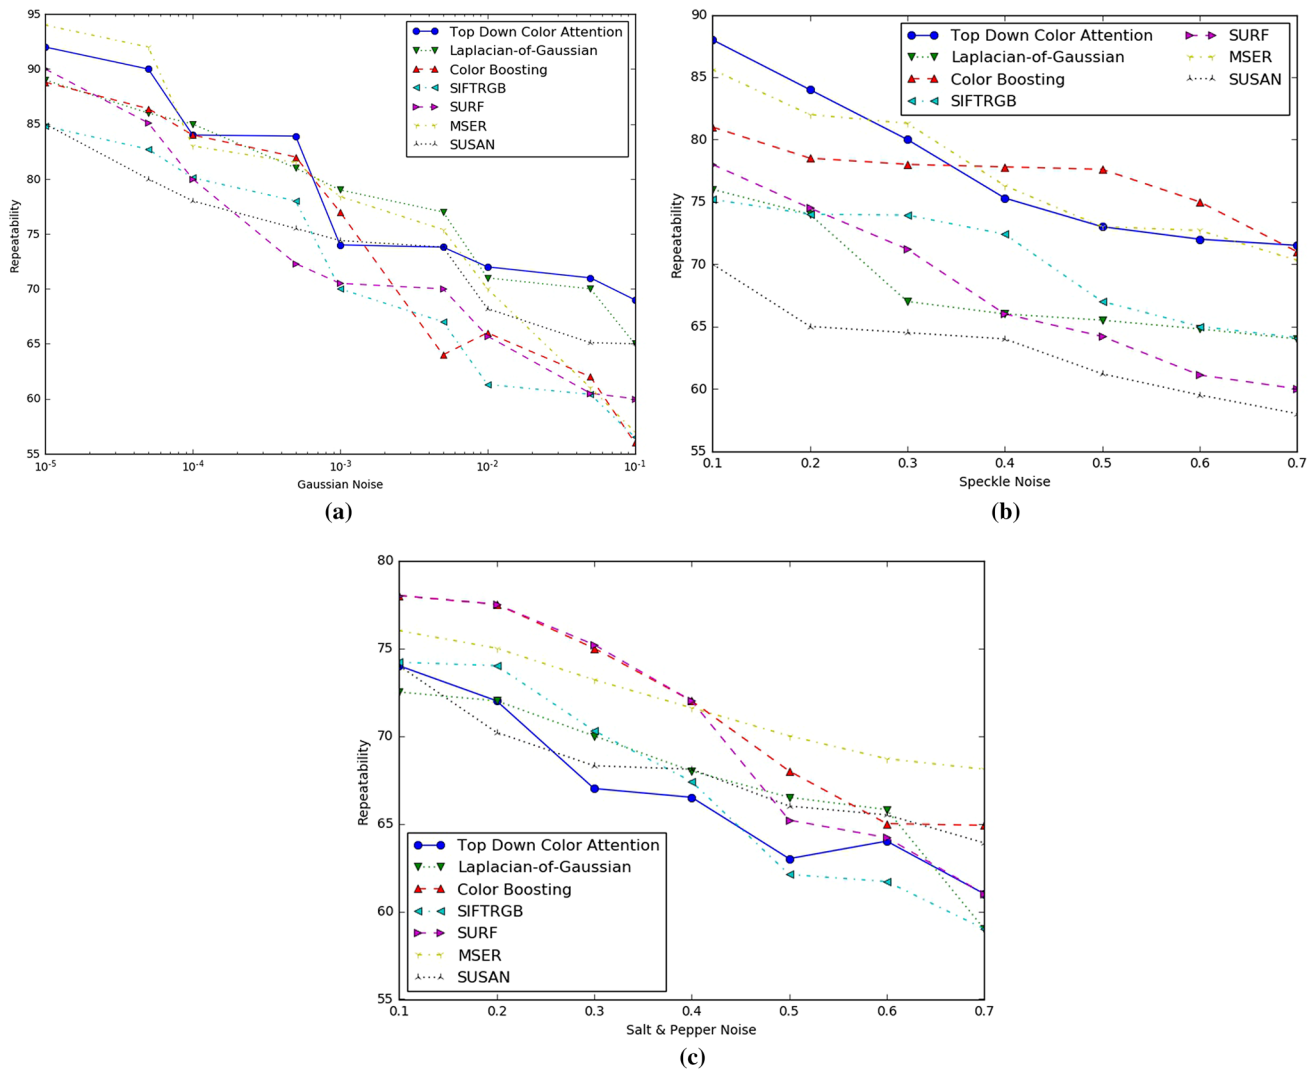 95
90
85
80
75
70
65
60
55
Repeatability
10-5
10-4
10-3
10-2
10-1
Gaussian Noise
Top Down Color Attention
Laplacian-of-Gaussian
Color Boosting
SIFTRGB
SURF
MSER
SUSAN
(a)
90
85
80
75
70
65
60
55
Repeatability
0.1 0.2 0.3 0.4 0.5 0.6 0.7
Speckle Noise
Top Down Color Attention
Laplacian-of-Gaussian
Color Boosting
SIFTRGB
SURF
MSER
SUSAN
(b)
80
75
70
65
60
55
Repeatability
0.1 0.2 0.3 0.4 0.5 0.6 0.7
Salt & Pepper Noise
Top Down Color Attention
Laplacian-of-Gaussian
Color Boosting
SIFTRGB
SURF
MSER
SUSAN
(c)